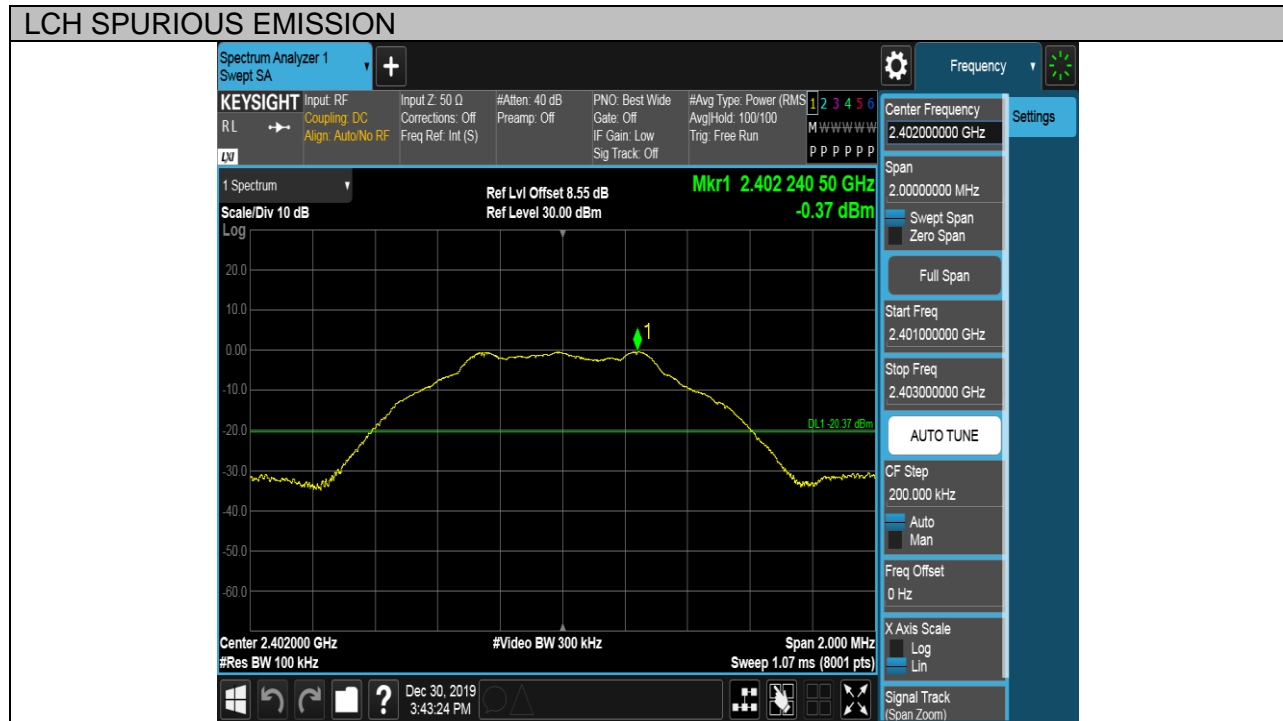 LCH SPURIOUS EMISSION
Spectrum Analyzer 1
Swept SA
+
Frequency
KEYSIGHT
RL
LXI
Input: RF
Coupling: DC
Align: Auto/No RF
Input Z: 50 Ω
Corrections: Off
Freq Ref: Int (S)
#Atten: 40 dB
Preamp: Off
PNO: Best Wide
Gate: Off
IF Gain: Low
Sig Track: Off
#Avg Type: Power (RMS
Avg|Hold: 100/100
Trig: Free Run
1 2 3 4 5 6
M W W W W W
P P P P P P
1 Spectrum
Scale/Div 10 dB
Ref Lvl Offset 8.55 dB
Ref Level 30.00 dBm
Mkr1 2.402 240 50 GHz
-0.37 dBm
Log
20.0
10.0
0.00
-10.0
-20.0
-30.0
-40.0
-50.0
-60.0
1
DL1 -20.37 dBm
Center 2.402000 GHz
#Res BW 100 kHz
#Video BW 300 kHz
Span 2.000 MHz
Sweep 1.07 ms (8001 pts)
?
Dec 30, 2019
3:43:24 PM
Center Frequency
2.402000000 GHz
Settings
Span
2.00000000 MHz
Swept Span
Zero Span
Full Span
Start Freq
2.401000000 GHz
Stop Freq
2.403000000 GHz
AUTO TUNE
CF Step
200.000 kHz
Auto
Man
Freq Offset
0 Hz
X Axis Scale
Log
Lin
Signal Track
(Span Zoom)